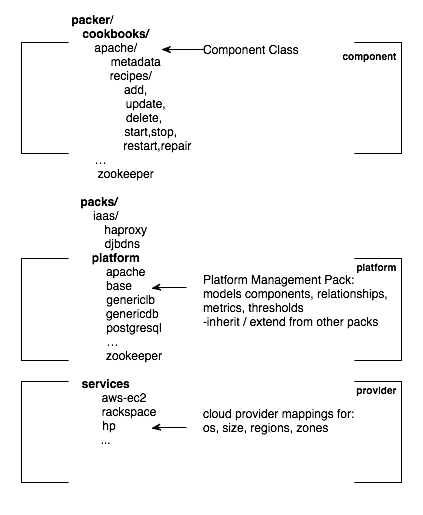 packer/
cookbooks/
apache/
Component Class
component
metadata
recipes/
add,
update,
delete,
start,stop,
restart,repair
...
zookeeper
packs/
iaas/
haproxy
djbdns
platform
platform
apache
base
genericlb
genericdb
postgresql
...
zookeeper
Platform Management Pack:
models components, relationships,
metrics, thresholds
-inherit / extend from other packs
services
provider
aws-ec2
rackspace
hp
...
cloud provider mappings for:
os, size, regions, zones